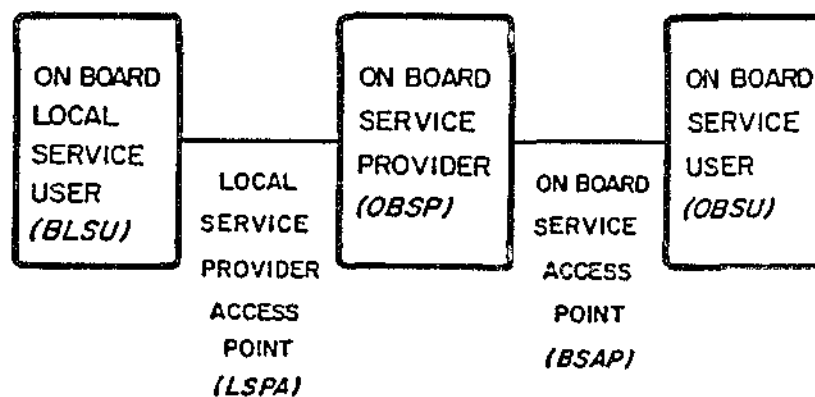 ON BOARD
LOCAL
SERVICE
USER
(BLSU)
LOCAL
SERVICE
PROVIDER
ACCESS
POINT
(LSPA)
ON BOARD
SERVICE
PROVIDER
(OBSP)
ON BOARD
SERVICE
ACCESS
POINT
(BSAP)
ON BOARD
SERVICE
USER
(OBSU)